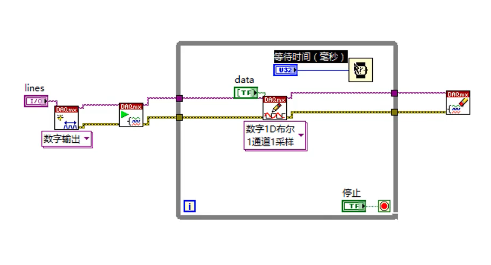 等待时间（毫秒）
U32
lines
I/O
data
TF
DAQmx
DAQmx
DAQmx
DAQmx
数字输出
数字1D布尔
1通道1采样
停止
TF
i